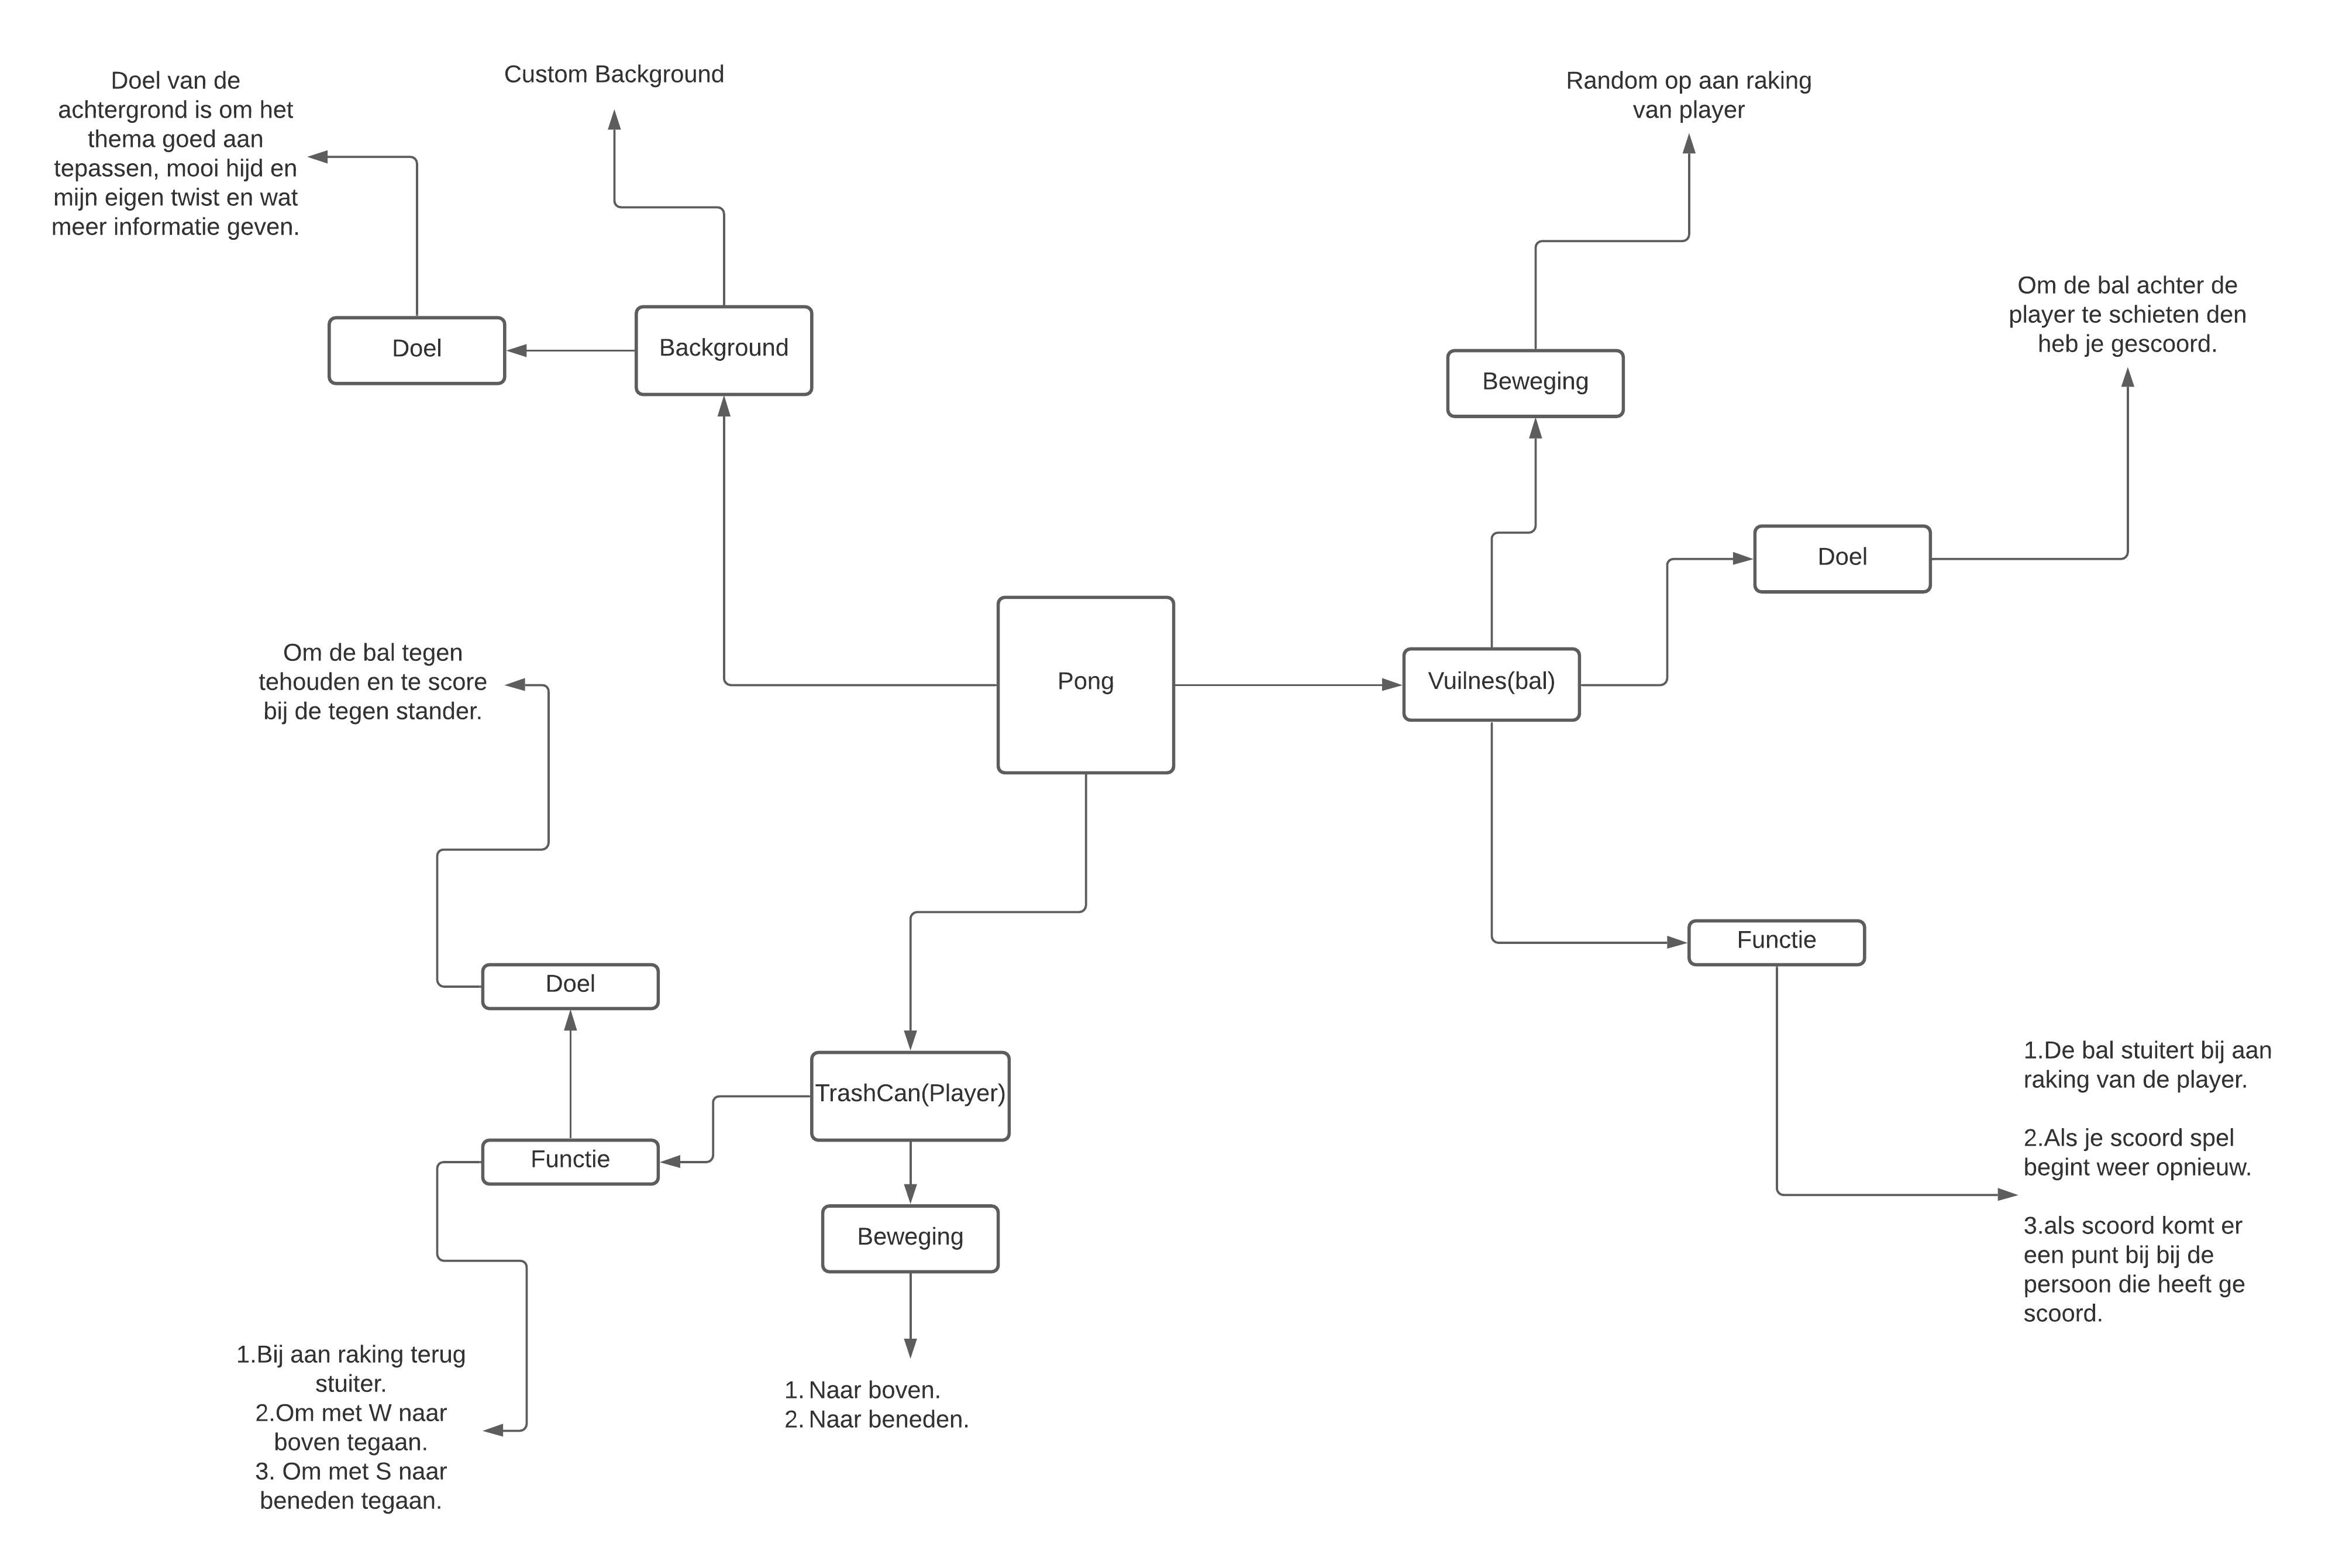 Doel van de
achtergrond is om het
thema goed aan
tepassen, mooi hijd en
mijn eigen twist en wat
meer informatie geven.
Custom Background
Random op aan raking
van player
Om de bal achter de
player te schieten den
heb je gescoord.
Doel
Background
Beweging
Doel
Om de bal tegen
tehouden en te score
bij de tegen stander.
Pong
Vuilnes(bal)
Doel
Functie
TrashCan(Player)
Functie
Beweging
1.De bal stuitert bij aan
raking van de player.
2.Als je scoord spel
begint weer opnieuw.
3.als scoord komt er
een punt bij bij de
persoon die heeft ge
scoord.
1.Bij aan raking terug
stuiter.
2.Om met W naar
boven tegaan.
3. Om met S naar
beneden tegaan.
1. Naar boven.
2. Naar beneden.